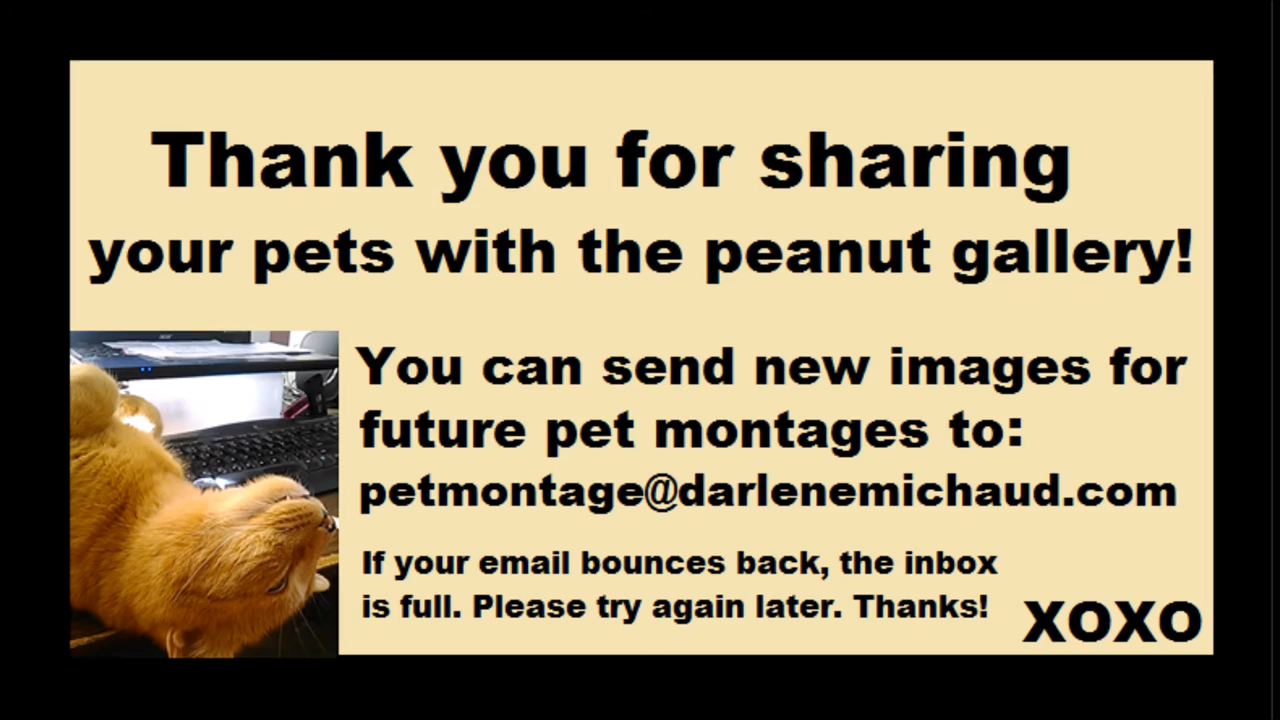 Thank you for sharing
your pets with the peanut gallery!
You can send new images for
future pet montages to:
petmontage@darlenemichaud.com
If your email bounces back, the inbox
is full. Please try again later. Thanks!
XOXO